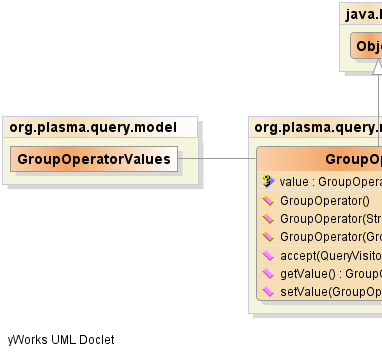 java.
Obj
org.plasma.query.model
GroupOperatorValues
org.plasma.query.
GroupOp
value : GroupOpera
GroupOperator()
GroupOperator(Str
GroupOperator(Gro
accept(QueryVisito
getValue() : Group
setValue(GroupOp
yWorks UML Doclet